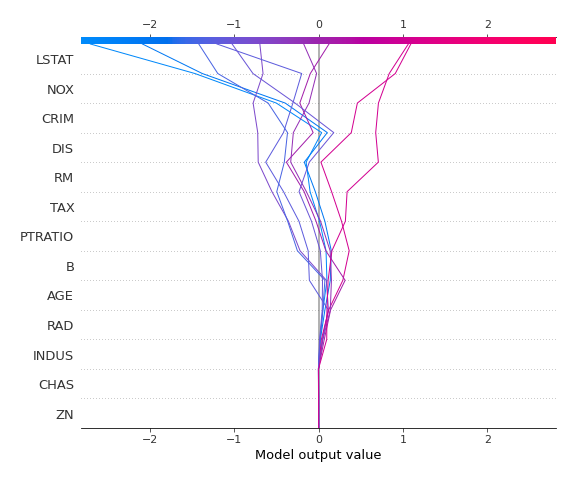 −2 −1 0 1 2
LSTAT
NOX
CRIM
DIS
RM
TAX
PTRATIO
B
AGE
RAD
INDUS
CHAS
ZN
−2 −1 0 1 2
Model output value